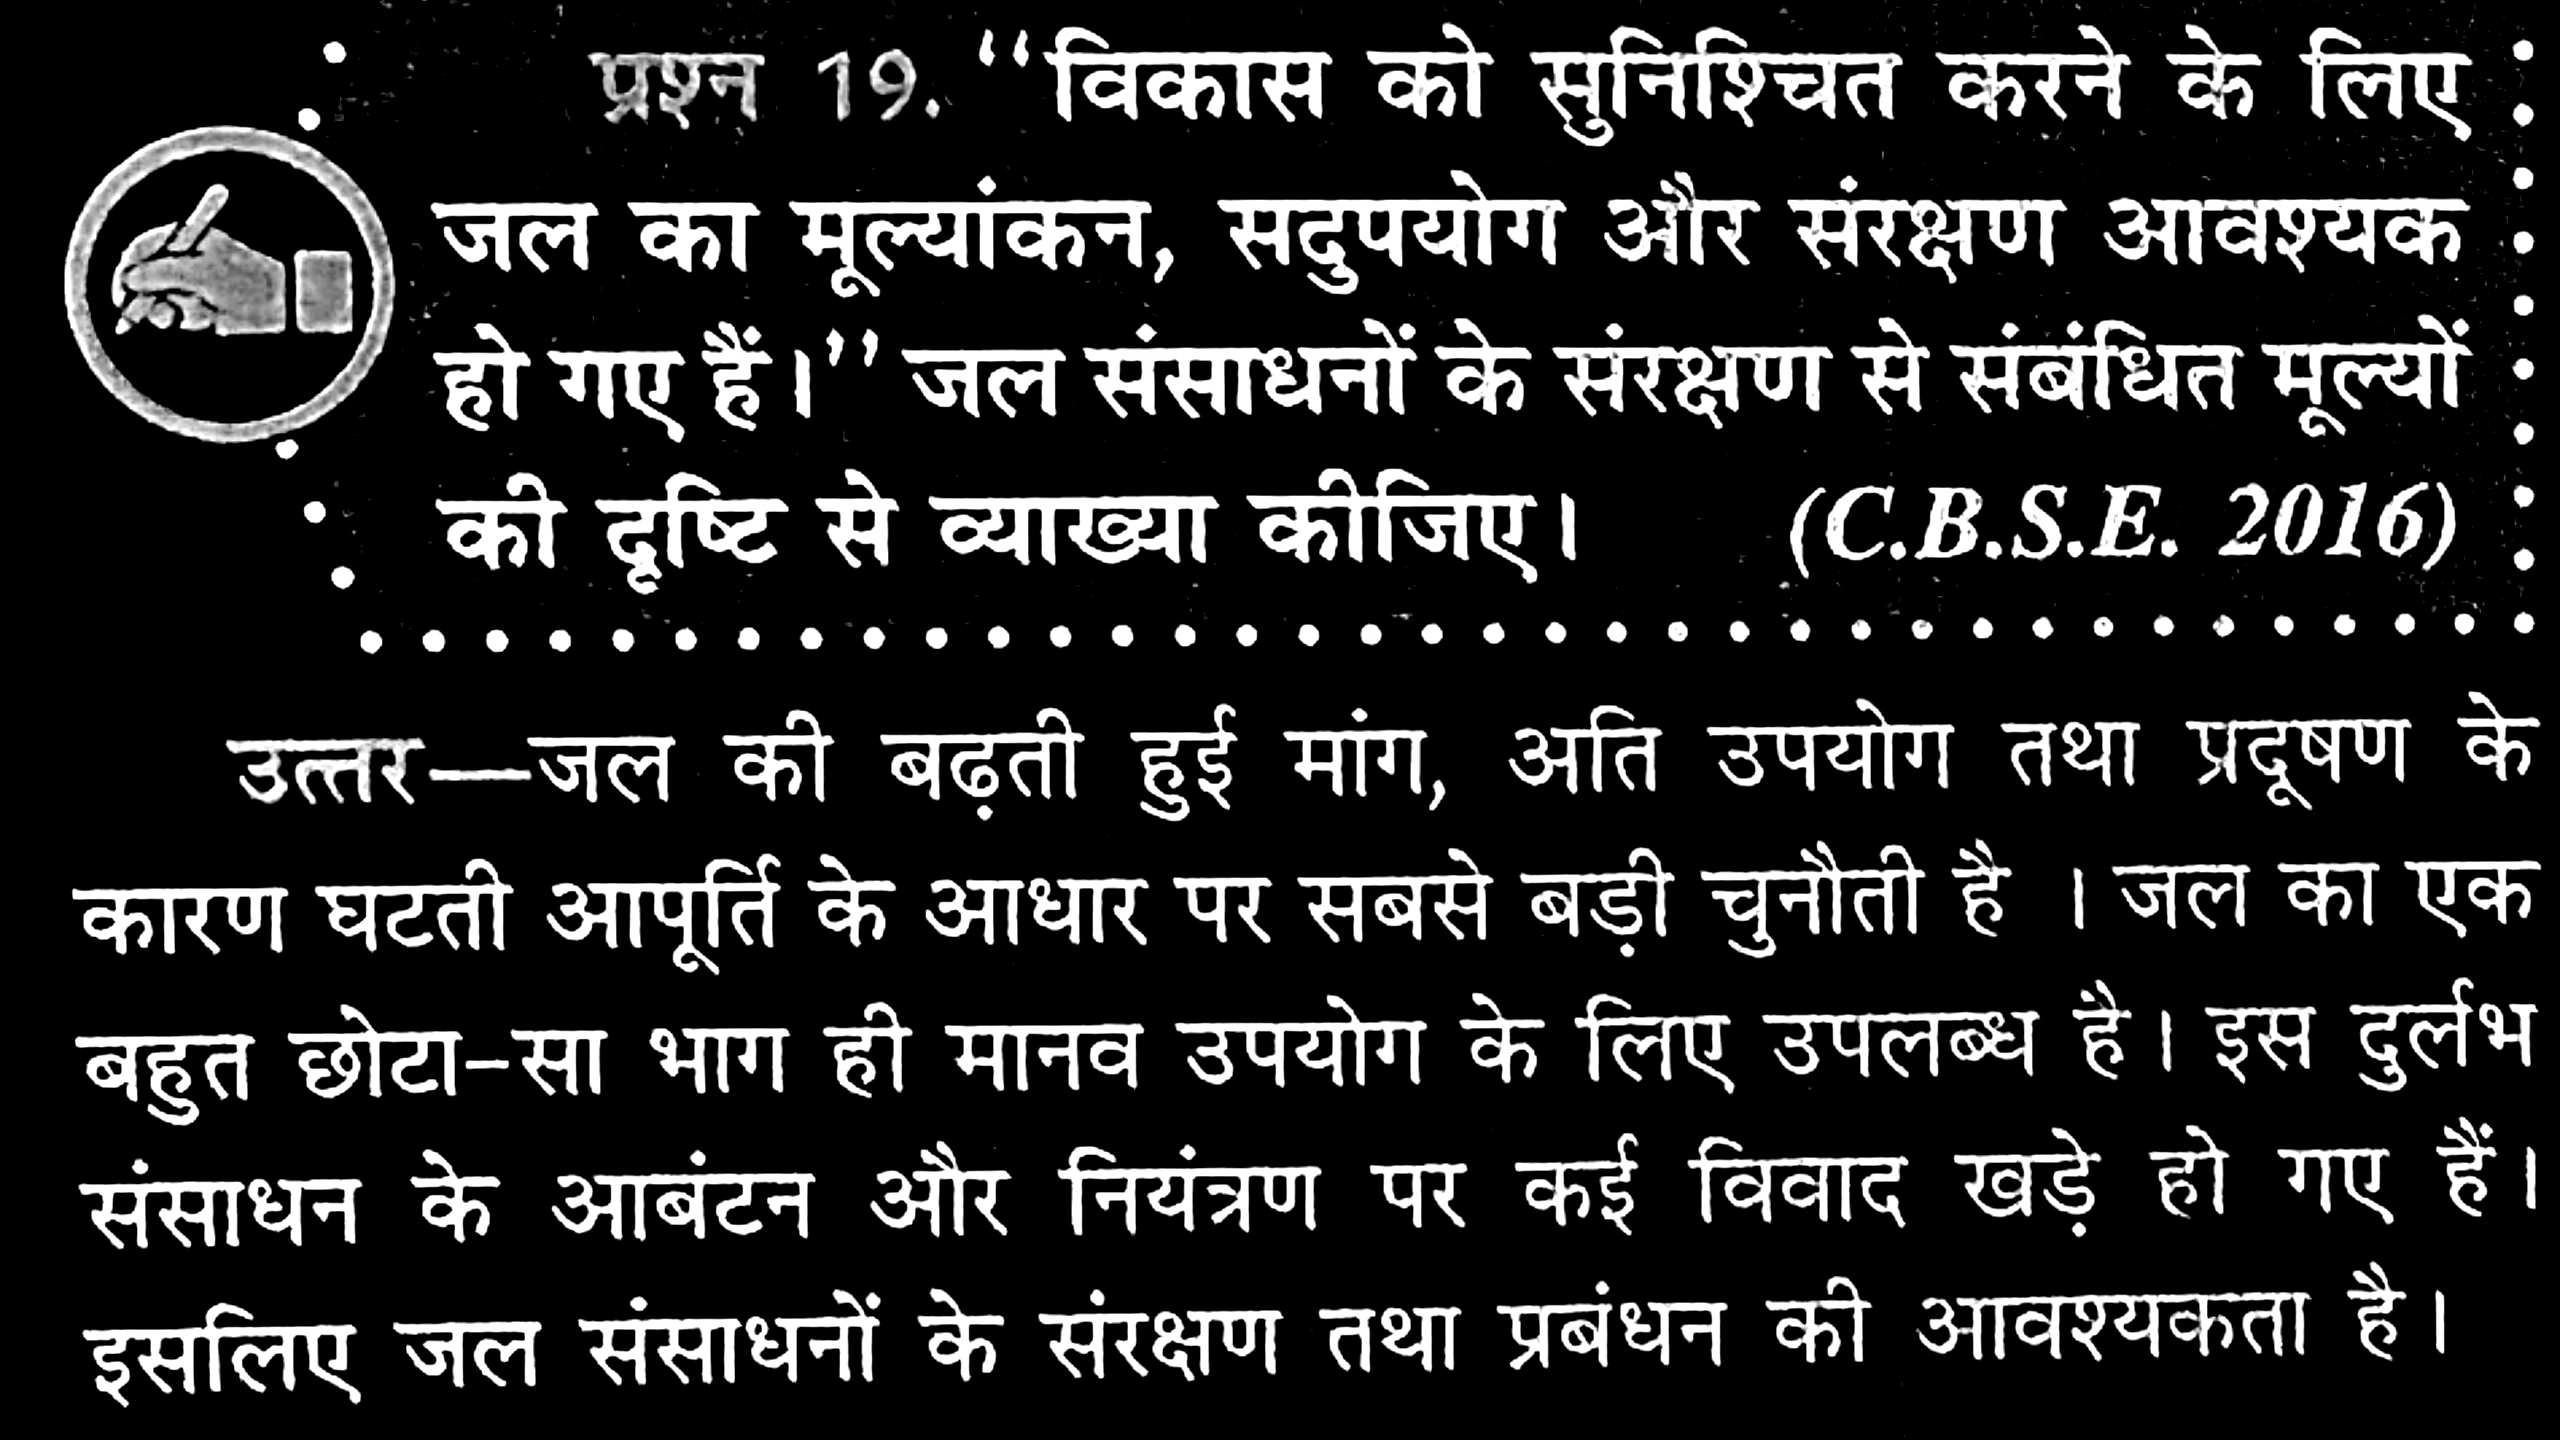 प्रश्न 19. “विकास को सुनिश्चित करने के लिए
जल का मूल्यांकन, सदुपयोग और संरक्षण आवश्यक
हो गए हैं।” जल संसाधनों के संरक्षण से संबंधित मूल्यों
की दृष्टि से व्याख्या कीजिए। (C.B.S.E. 2016)
उत्तर—जल की बढ़ती हुई मांग, अति उपयोग तथा प्रदूषण के
कारण घटती आपूर्ति के आधार पर सबसे बड़ी चुनौती है । जल का एक
बहुत छोटा-सा भाग ही मानव उपयोग के लिए उपलब्ध है। इस दुर्लभ
संसाधन के आबंटन और नियंत्रण पर कई विवाद खड़े हो गए हैं।
इसलिए जल संसाधनों के संरक्षण तथा प्रबंधन की आवश्यकता है।